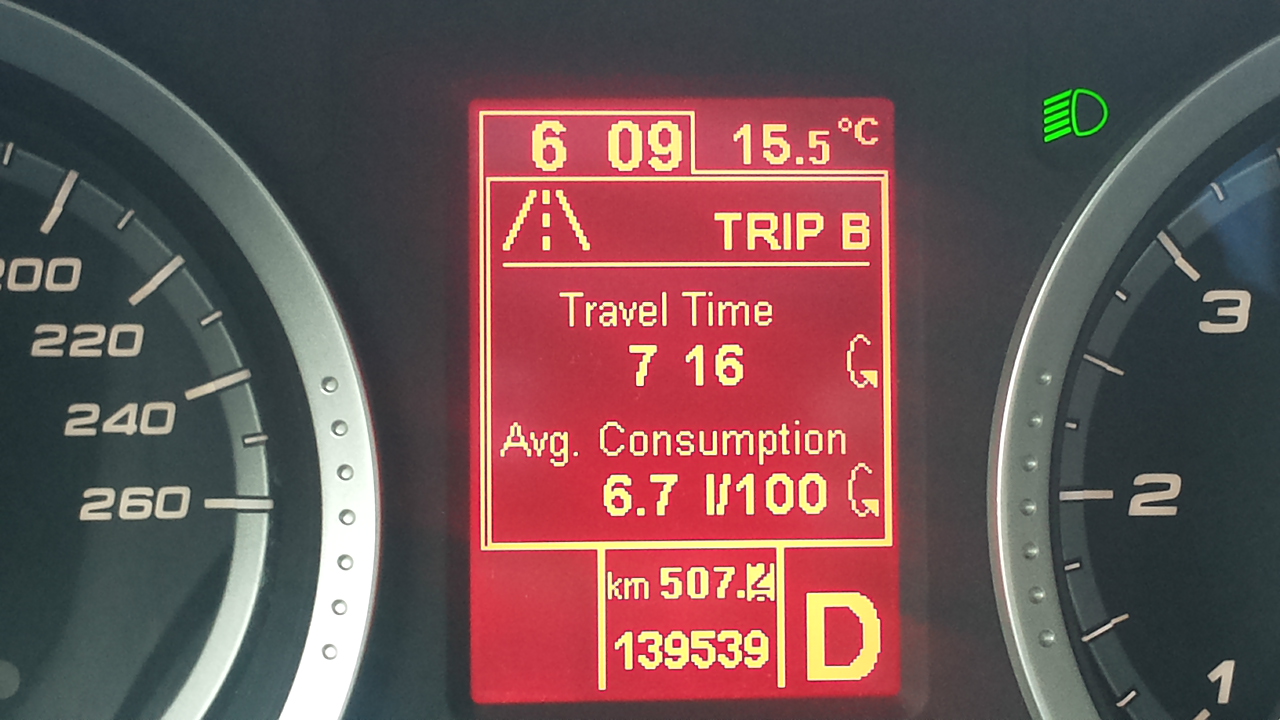 6 09 15.5°C
TRIP B
Travel Time
7 16
Avg. Consumption
6.7 l/100
km 507.
139539
D
200
220
240
260
3
2
1